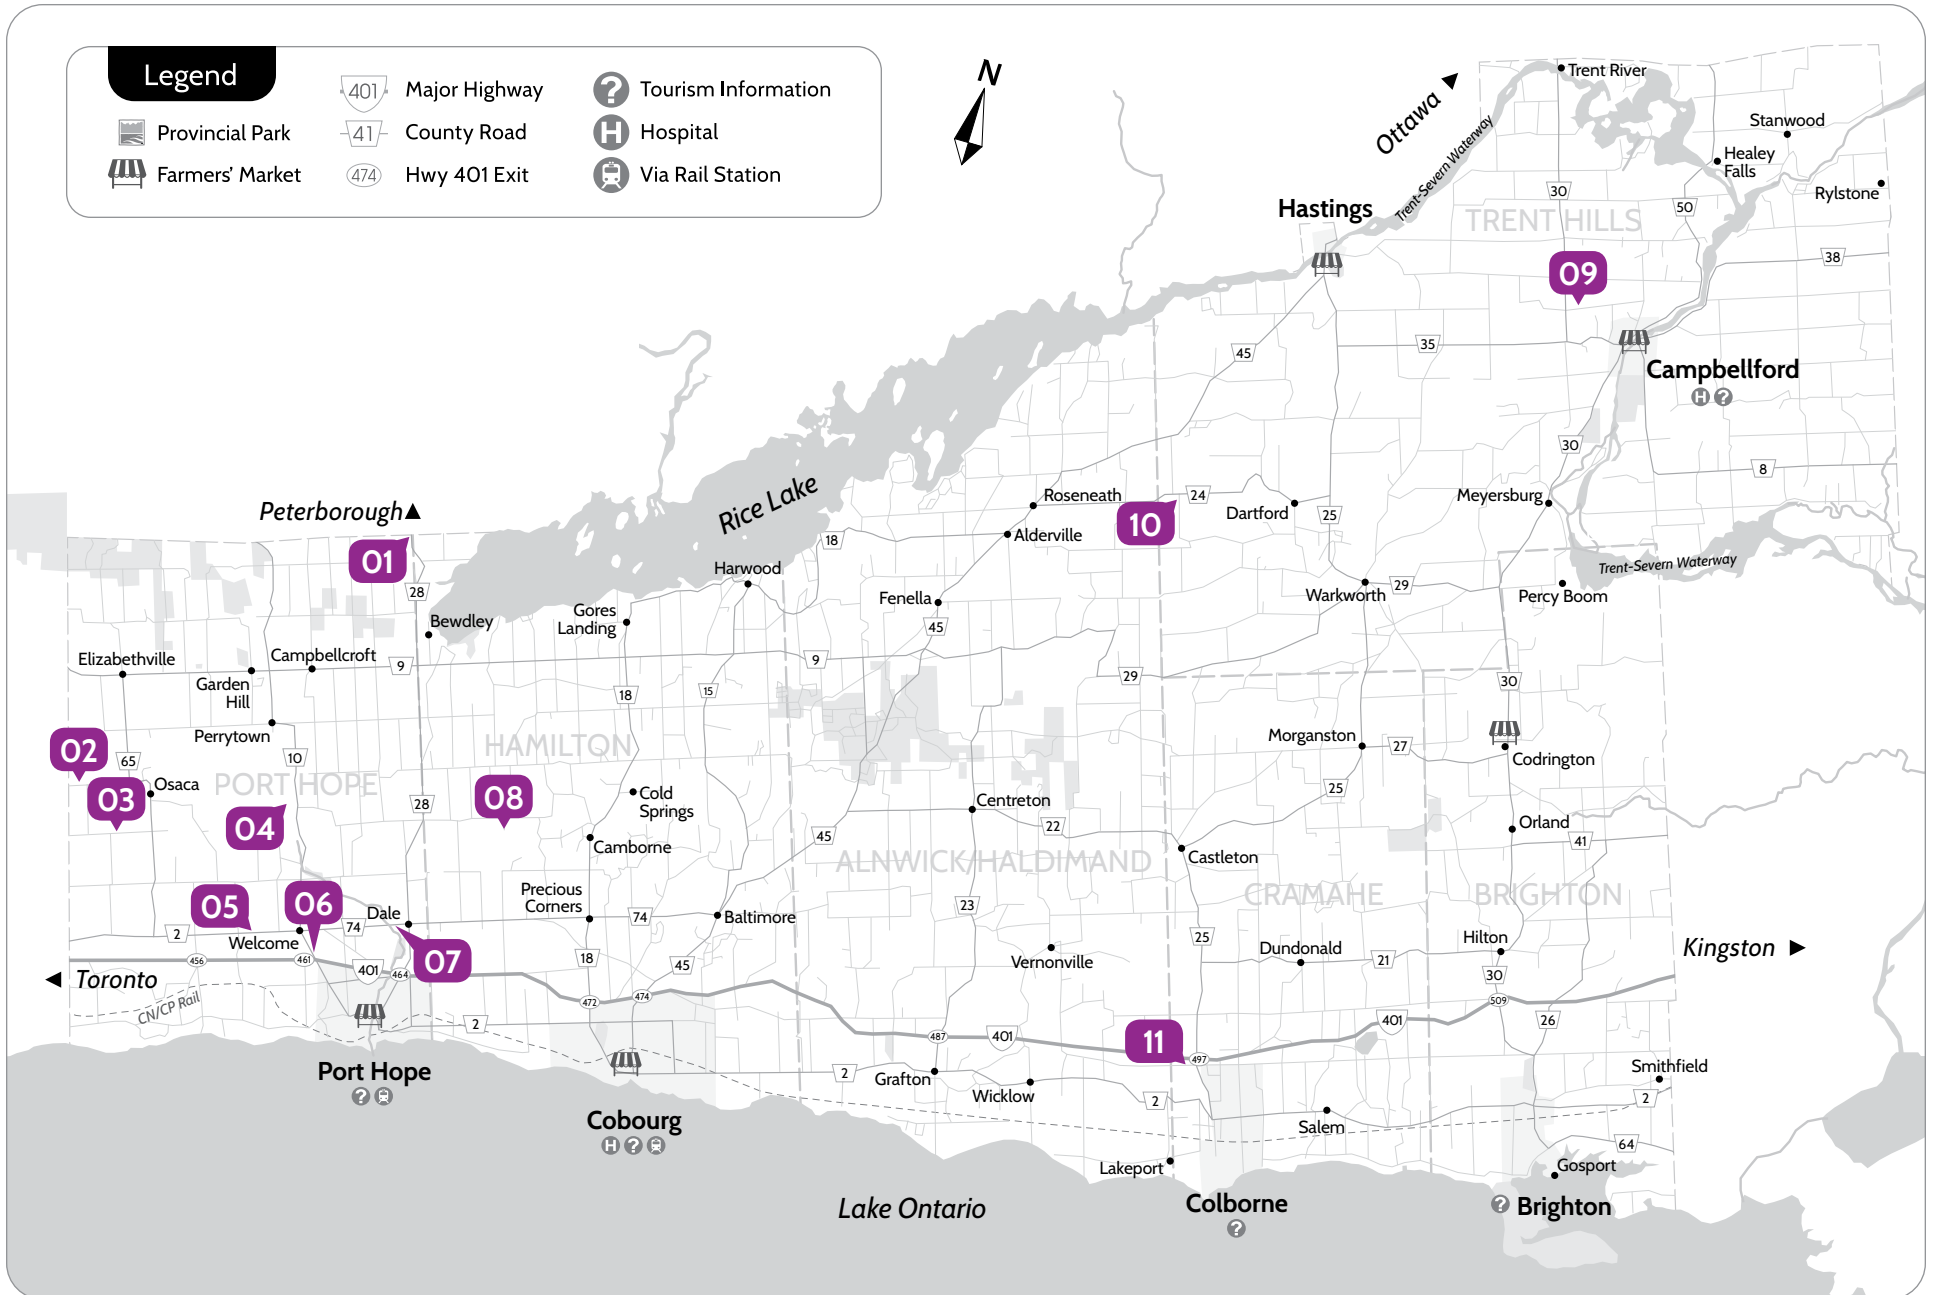 Legend
Provincial Park
Farmers' Market
401 Major Highway
41 County Road
474 Hwy 401 Exit
Tourism Information
H Hospital
Via Rail Station
N
Ottawa
Trent-Severn Waterway
Trent River
Stanwood
Healey
Falls
Rylstone
30
50
TRENT HILLS
Hastings
38
09
45
35
Campbellford
H
30
8
Peterborough
Rice Lake
Roseneath
24
10
Dartford
25
Meyersburg
01
18
Alderville
Harwood
28
Trent-Severn Waterway
Warkworth
29
Percy Boom
Fenella
45
Gores
Landing
Bewdley
Elizabethville
Campbellcroft
9
9
Garden
Hill
29
30
18
15
Perrytown
02
65
10
HAMILTON
Morganston
27
Codrington
PORT HOPE
Osaca
03
08
28
Cold
Springs
25
Centreton
22
04
45
Camborne
Orland
41
ALNWICK/HALDIMAND
Castleton
CRAMAHE
BRIGHTON
Precious
Corners
05
06
Dale
74
74
Baltimore
23
2
Welcome
07
25
Dundonald
21
Hilton
Kingston
Vernonville
18
45
456
461
401
464
30
Toronto
CN/CP Rail
472
474
509
2
487
401
11
497
401
26
Port Hope
2
Grafton
Wicklow
2
Smithfield
2
Cobourg
H
Salem
64
Lakeport
Gosport
Lake Ontario
Colborne
Brighton